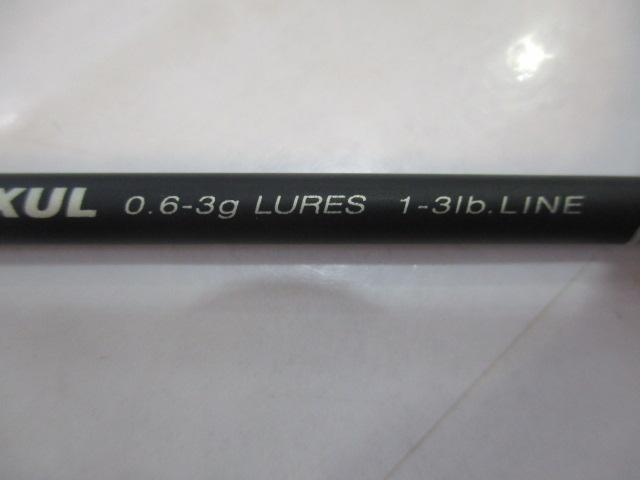 XUL 0.6-3g LURES 1-3lb.LINE